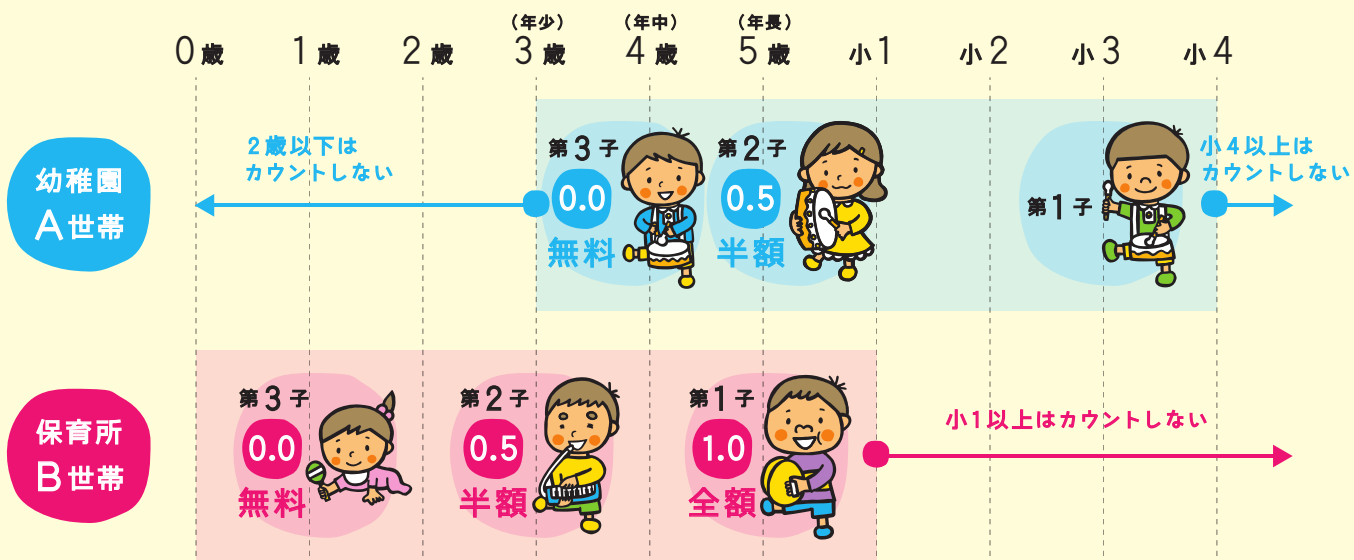 (年少) (年中) (年長)
0歳 1歳 2歳 3歳 4歳 5歳 小1 小2 小3 小4
幼稚園
A世帯
2歳以下は
カウントしない
第3子
0.0
無料
第2子
0.5
半額
第1子
小4以上は
カウントしない
保育所
B世帯
第3子
0.0
無料
第2子
0.5
半額
第1子
1.0
全額
小1以上はカウントしない